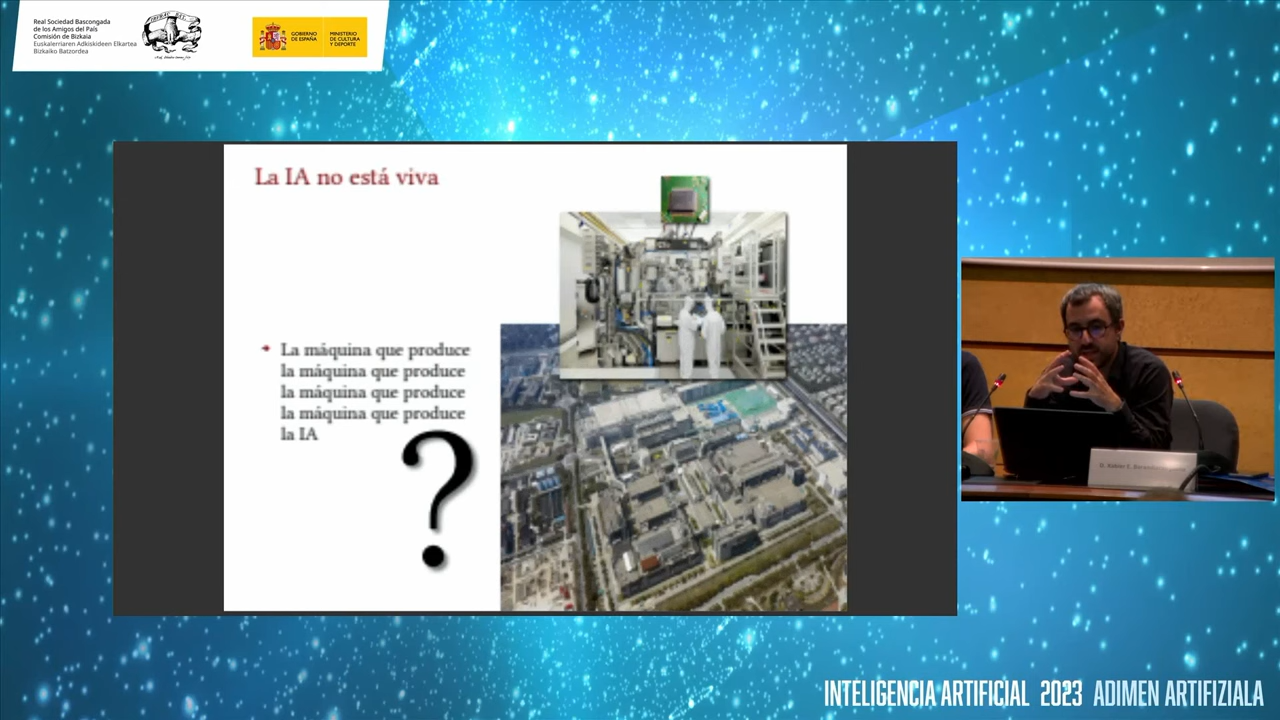 Real Sociedad Bascongada
de los Amigos del País
Comisión de Bizkaia
Euskalerriaren Adkiskideen Elkartea
Bizkaiko Batzordea
GOBIERNO
DE ESPAÑA
MINISTERIO
DE CULTURA
Y DEPORTE
La IA no está viva
La máquina que produce
la máquina que produce
la máquina que produce
la máquina que produce
la IA
?
INTELIGENCIA ARTIFICIAL 2023 ADIMEN ARTIFIZIALA